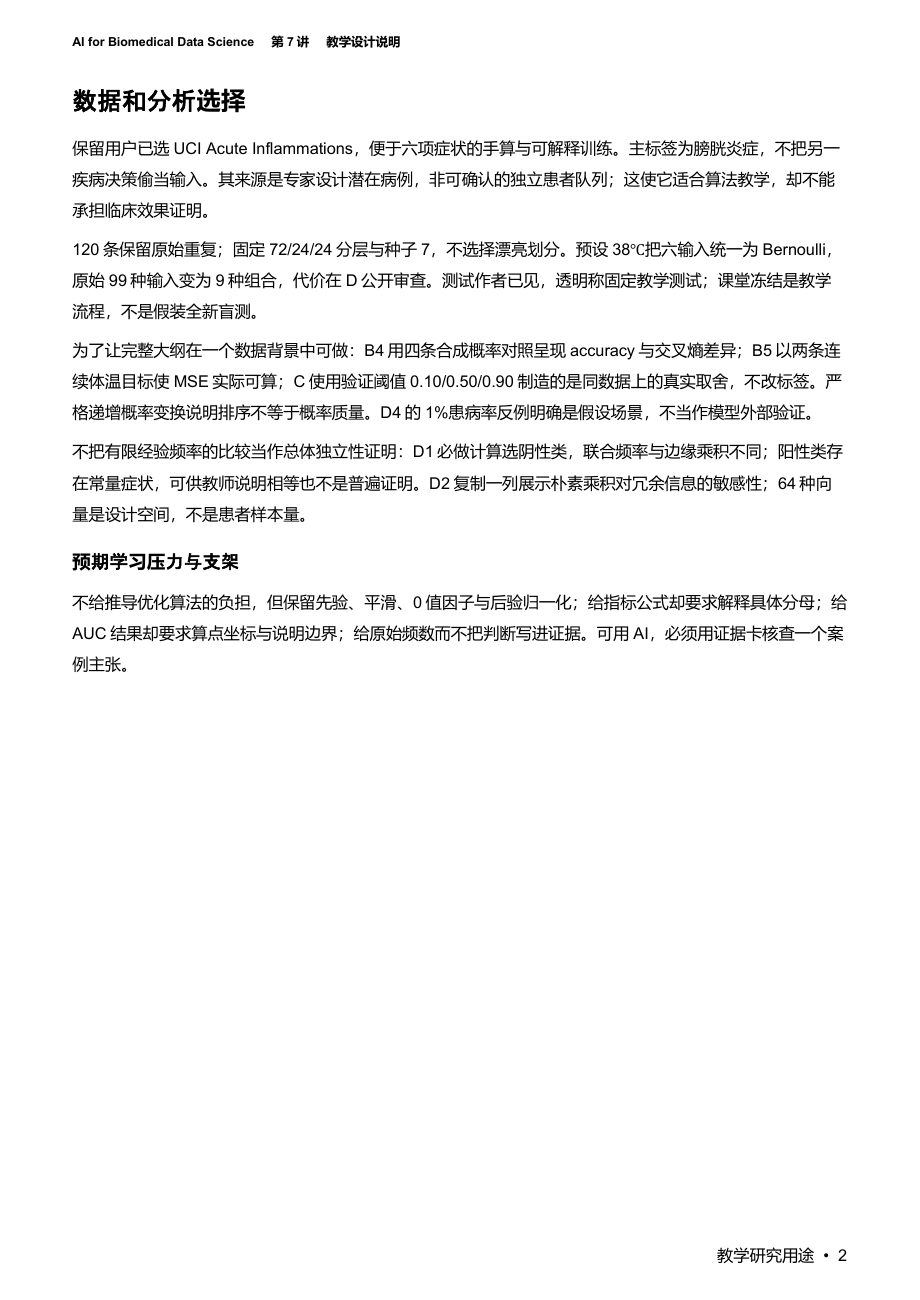 AI for Biomedical Data Science 第 7 讲 教学设计说明
数据和分析选择
保留用户已选 UCI Acute Inflammations，便于六项症状的手算与可解释训练。主标签为膀胱炎症，不把另一
疾病决策偷当输入。其来源是专家设计潜在病例，非可确认的独立患者队列；这使它适合算法教学，却不能
承担临床效果证明。
120 条保留原始重复；固定 72/24/24 分层与种子 7，不选择漂亮划分。预设 38℃把六输入统一为 Bernoulli，
原始 99 种输入变为 9 种组合，代价在 D 公开审查。测试作者已见，透明称固定教学测试；课堂冻结是教学
流程，不是假装全新盲测。
为了让完整大纲在一个数据背景中可做：B4 用四条合成概率对照呈现 accuracy 与交叉熵差异；B5 以两条连
续体温目标使 MSE 实际可算；C 使用验证阈值 0.10/0.50/0.90 制造的是同数据上的真实取舍，不改标签。严
格递增概率变换说明排序不等于概率质量。D4 的 1%患病率反例明确是假设场景，不当作模型外部验证。
不把有限经验频率的比较当作总体独立性证明：D1 必做计算选阴性类，联合频率与边缘乘积不同；阳性类存
在常量症状，可供教师说明相等也不是普遍证明。D2 复制一列展示朴素乘积对冗余信息的敏感性；64 种向
量是设计空间，不是患者样本量。
预期学习压力与支架
不给推导优化算法的负担，但保留先验、平滑、0 值因子与后验归一化；给指标公式却要求解释具体分母；给
AUC 结果却要求算点坐标与说明边界；给原始频数而不把判断写进证据。可用 AI，必须用证据卡核查一个案
例主张。
教学研究用途 • 2